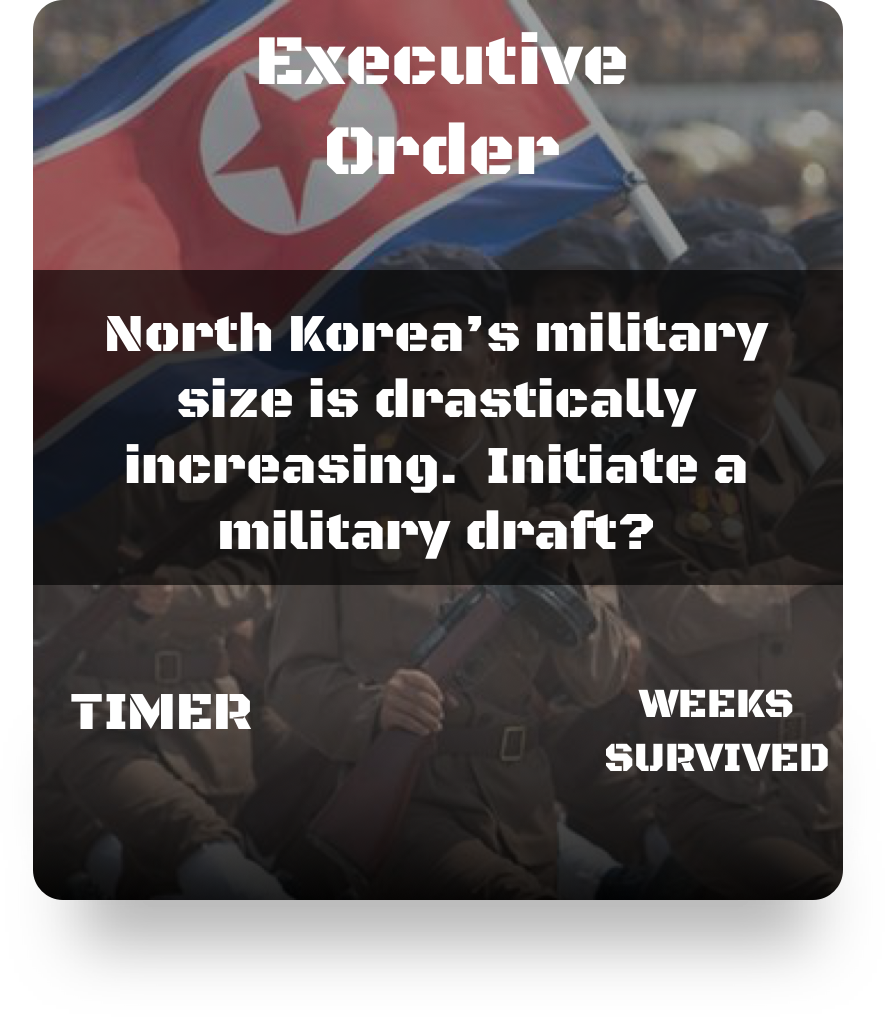 Executive
Order
North Korea’s military
size is drastically
increasing.  Initiate a
military draft?
TIMER
WEEKS
SURVIVED